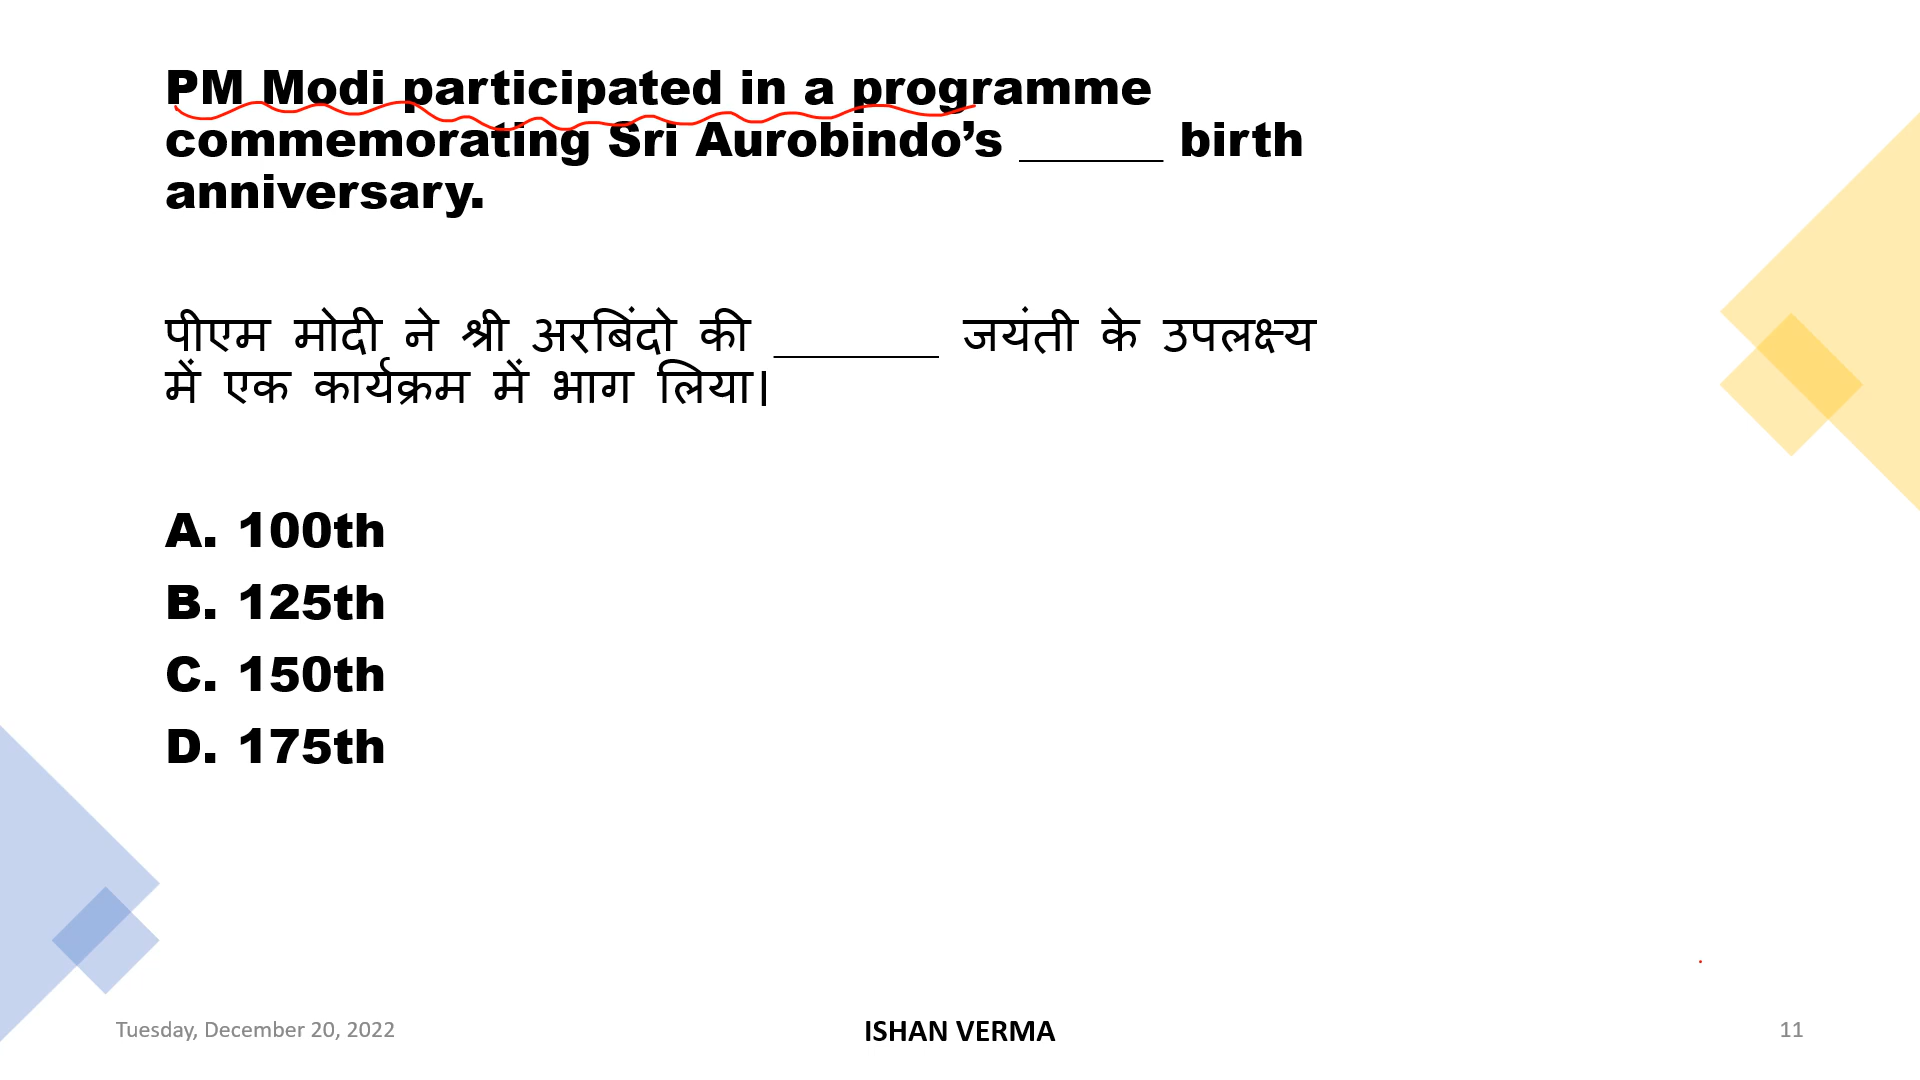 PM Modi participated in a programme
commemorating Sri Aurobindo’s ______ birth
anniversary.
पीएम मोदी ने श्री अरबिंदो की _______ जयंती के उपलक्ष्य
में एक कार्यक्रम में भाग लिया।
A. 100th
B. 125th
C. 150th
D. 175th
Tuesday, December 20, 2022
ISHAN VERMA
11